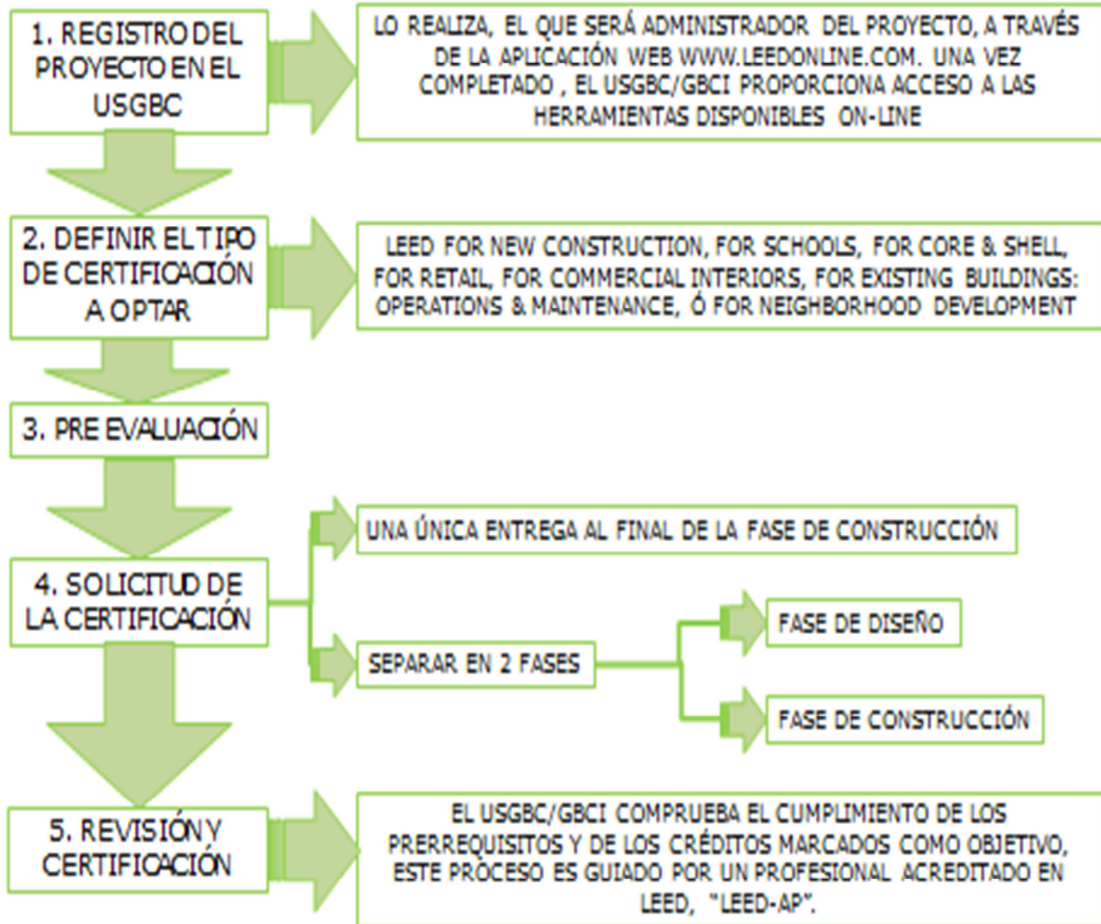 1. REGISTRO DEL
PROYECTO EN EL
USGBC
LO REALIZA, EL QUE SERÁ ADMINISTRADOR DEL PROYECTO, A TRAVÉS
DE LA APLICACIÓN WEB WWW.LEEDONLINE.COM. UNA VEZ
COMPLETADO , EL USGBC/GBCI PROPORCIONA ACCESO A LAS
HERRAMIENTAS DISPONIBLES ON-LINE
2. DEFINIR EL TIPO
DE CERTIFICACIÓN
A OPTAR
LEED FOR NEW CONSTRUCTION, FOR SCHOOLS, FOR CORE & SHELL,
FOR RETAIL, FOR COMMERCIAL INTERIORS, FOR EXISTING BUILDINGS:
OPERATIONS & MAINTENANCE, Ó FOR NEIGHBORHOOD DEVELOPMENT
3. PRE EVALUACIÓN
4. SOLICITUD DE
LA CERTIFICACIÓN
UNA ÚNICA ENTREGA AL FINAL DE LA FASE DE CONSTRUCCIÓN
SEPARAR EN 2 FASES
FASE DE DISEÑO
FASE DE CONSTRUCCIÓN
5. REVISIÓN Y
CERTIFICACIÓN
EL USGBC/GBCI COMPRUEBA EL CUMPLIMIENTO DE LOS
PRERREQUISITOS Y DE LOS CRÉDITOS MARCADOS COMO OBJETIVO,
ESTE PROCESO ES GUIADO POR UN PROFESIONAL ACREDITADO EN
LEED, "LEED-AP".